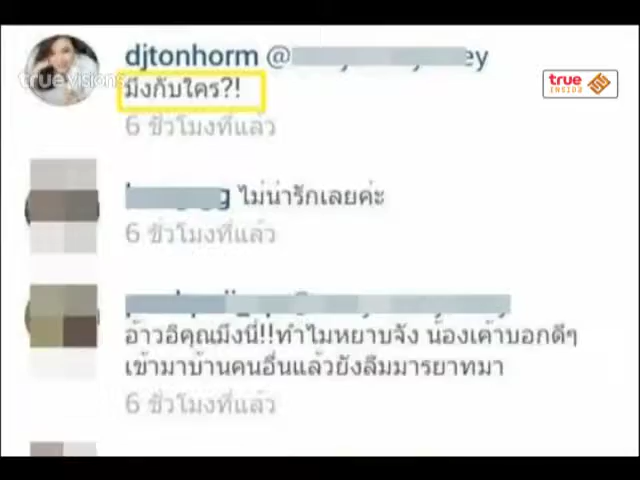 djtonhorm @
มึงกับใคร?!
6 ชั่วโมงที่แล้ว
true visions
true
INSIDE
ไม่น่ารักเลยค่ะ
6 ชั่วโมงที่แล้ว
อ้าวอิคุณมึงนี่!!ทำไมหยาบจัง น้องเค้าบอกดีๆ
เข้ามาบ้านคนอื่นแล้วยังลืมมารยาทมา
6 ชั่วโมงที่แล้ว